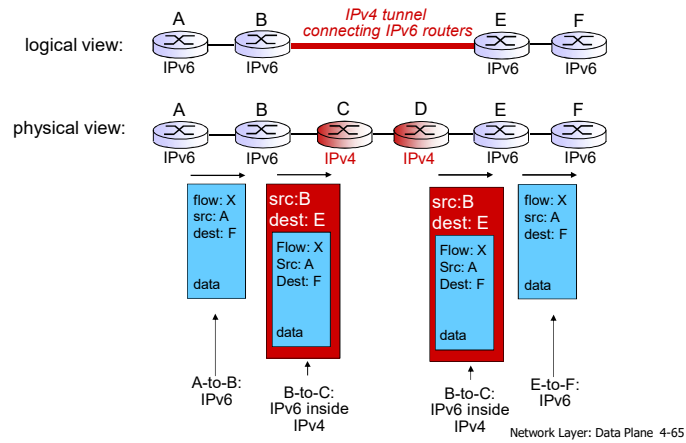 A
B
IPv4 tunnel
connecting IPv6 routers
E
F
logical view:
IPv6
IPv6
IPv6
IPv6
A
B
C
D
E
F
physical view:
IPv6
IPv6
IPv4
IPv4
IPv6
IPv6
flow: X
src: A
dest: F
data
src:B
dest: E
Flow: X
Src: A
Dest: F
data
src:B
dest: E
Flow: X
Src: A
Dest: F
data
flow: X
src: A
dest: F
data
A-to-B:
IPv6
B-to-C:
IPv6 inside
IPv4
B-to-C:
IPv6 inside
IPv4
E-to-F:
IPv6
Network Layer: Data Plane 4-65